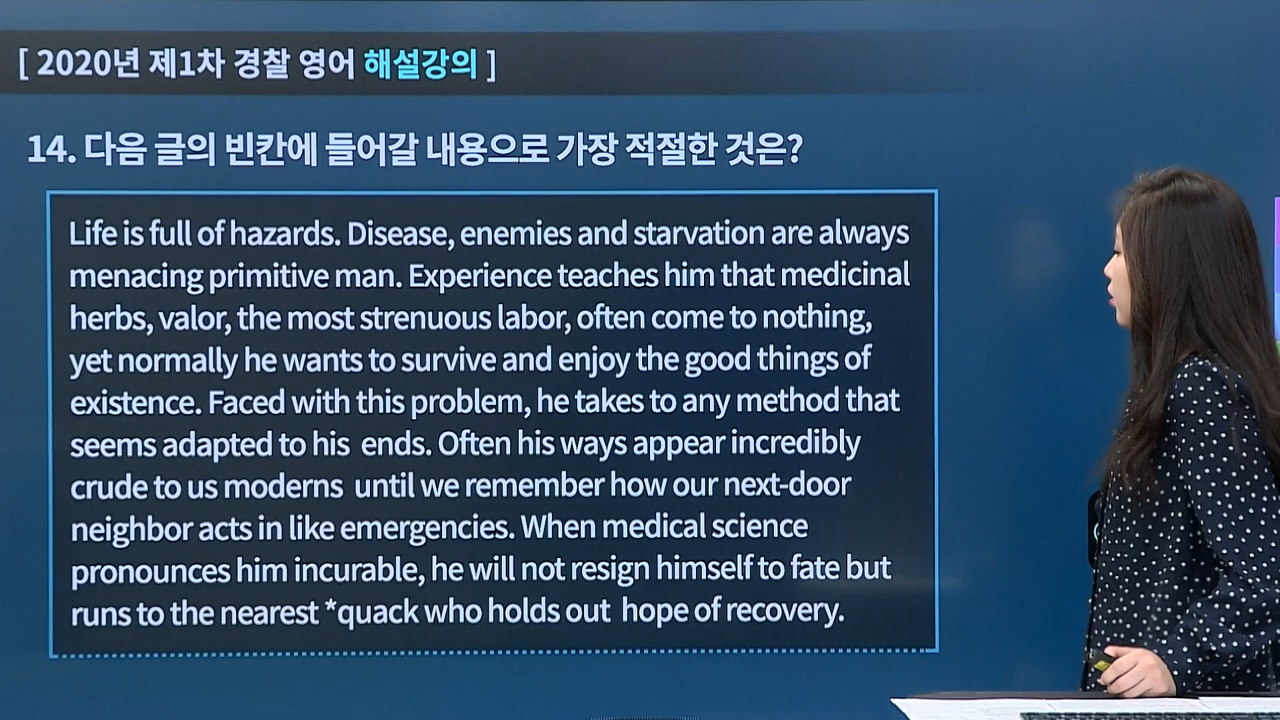 [ 2020년 제1차 경찰 영어 해설강의 ]
14. 다음 글의 빈칸에 들어갈 내용으로 가장 적절한 것은?
Life is full of hazards. Disease, enemies and starvation are always
menacing primitive man. Experience teaches him that medicinal
herbs, valor, the most strenuous labor, often come to nothing,
yet normally he wants to survive and enjoy the good things of
existence. Faced with this problem, he takes to any method that
seems adapted to his ends. Often his ways appear incredibly
crude to us moderns until we remember how our next-door
neighbor acts in like emergencies. When medical science
pronounces him incurable, he will not resign himself to fate but
runs to the nearest *quack who holds out hope of recovery.